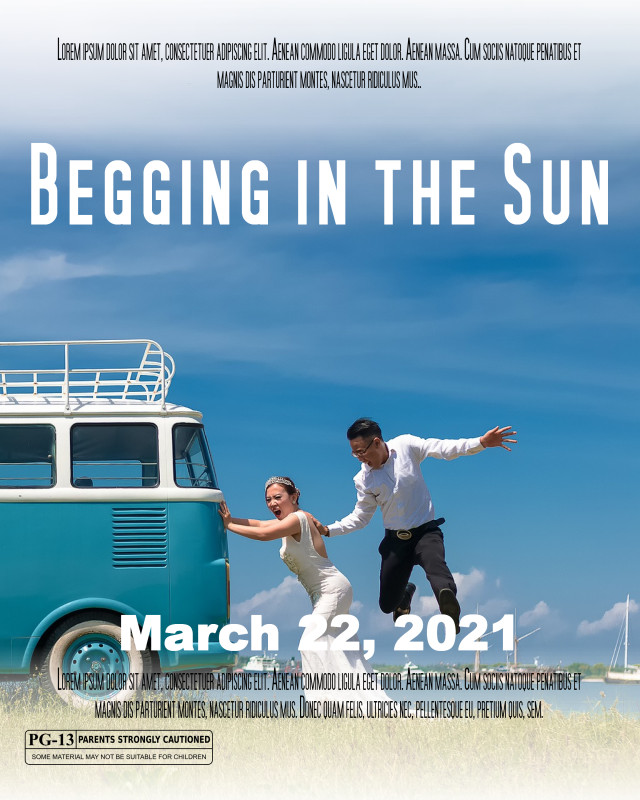 Lorem ipsum dolor sit amet, consectetuer adipiscing elit. Aenean commodo ligula eget dolor. Aenean massa. Cum sociis natoque penatibus et
magnis dis parturient montes, nascetur ridiculus mus..
Begging in the Sun
March 22, 2021
Lorem ipsum dolor sit amet, consectetuer adipiscing elit. Aenean commodo ligula eget dolor. Aenean massa. Cum sociis natoque penatibus et
magnis dis parturient montes, nascetur ridiculus mus. Donec quam felis, ultricies nec, pellentesque eu, pretium quis, sem.
PG-13 PARENTS STRONGLY CAUTIONED
SOME MATERIAL MAY NOT BE SUITABLE FOR CHILDREN